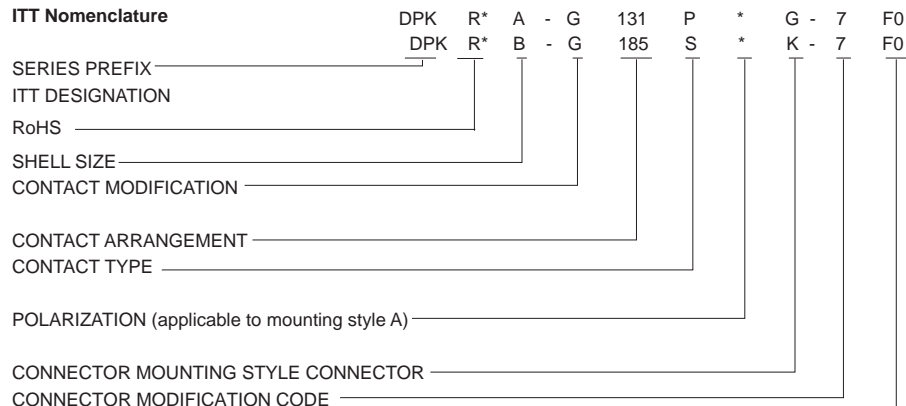 ITT Nomenclature DPK R* A - G 131 P * G - 7 F0
DPK R* B - G 185 S * K - 7 F0
SERIES PREFIX
ITT DESIGNATION
RoHS
SHELL SIZE
CONTACT MODIFICATION
CONTACT ARRANGEMENT
CONTACT TYPE
POLARIZATION (applicable to mounting style A)
CONNECTOR MOUNTING STYLE CONNECTOR
CONNECTOR MODIFICATION CODE